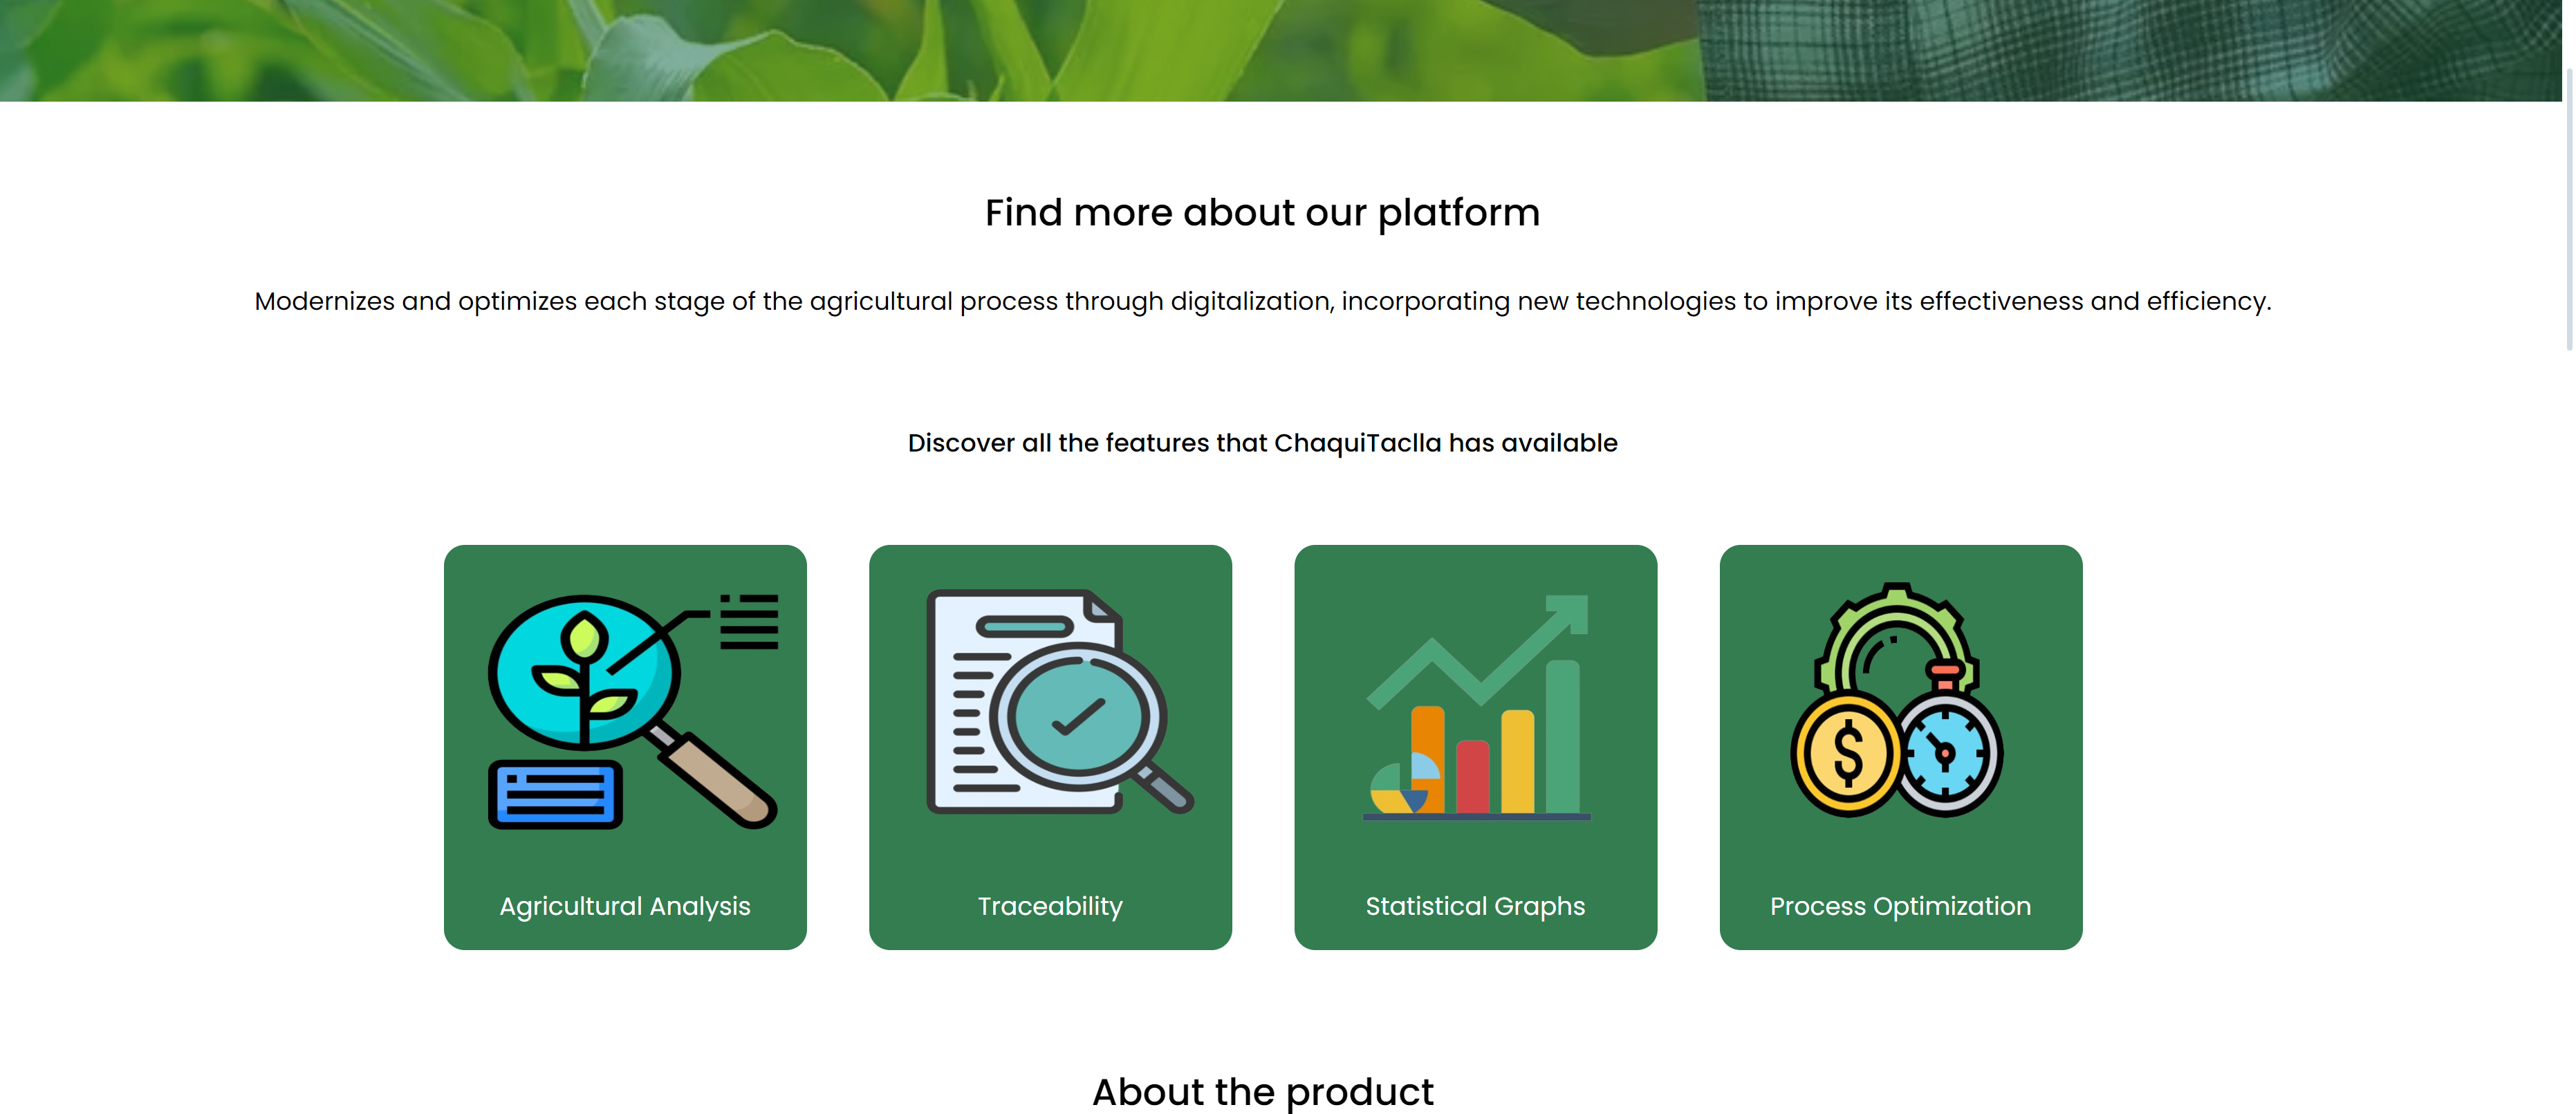 Find more about our platform
Modernizes and optimizes each stage of the agricultural process through digitalization, incorporating new technologies to improve its effectiveness and efficiency.
Discover all the features that ChaquiTaclla has available
Agricultural Analysis
Traceability
Statistical Graphs
Process Optimization
About the product